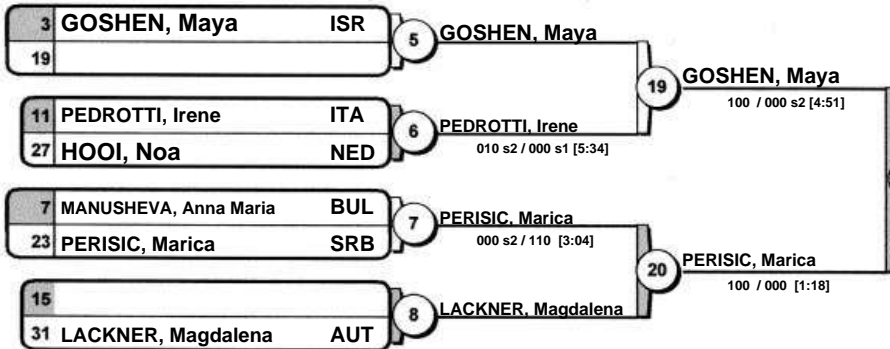 3 GOSHEN, Maya ISR
19
5 GOSHEN, Maya
11 PEDROTTI, Irene ITA
27 HOOI, Noa NED
6 PEDROTTI, Irene
010 s2 / 000 s1 [5:34]
19 GOSHEN, Maya
100 / 000 s2 [4:51]
7 MANUSHEVA, Anna Maria BUL
23 PERISIC, Marica SRB
7 PERISIC, Marica
000 s2 / 110 [3:04]
15
31 LACKNER, Magdalena AUT
8 LACKNER, Magdalena
20 PERISIC, Marica
100 / 000 [1:18]